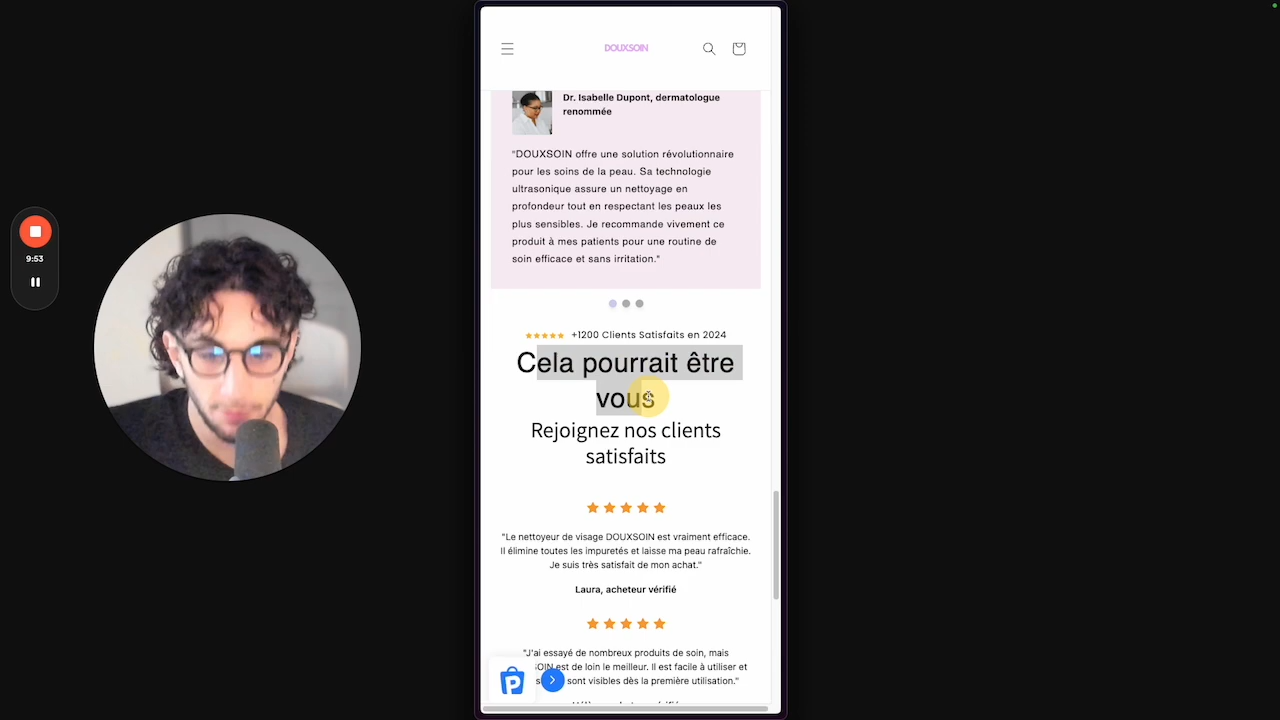 DOUXSOIN
Dr. Isabelle Dupont, dermatologue
renommée
"DOUXSOIN offre une solution révolutionnaire
pour les soins de la peau. Sa technologie
ultrasonique assure un nettoyage en
profondeur tout en respectant les peaux les
plus sensibles. Je recommande vivement ce
produit à mes patients pour une routine de
soin efficace et sans irritation."
+1200 Clients Satisfaits en 2024
Cela pourrait être
vous
Rejoignez nos clients
satisfaits
"Le nettoyeur de visage DOUXSOIN est vraiment efficace.
Il élimine toutes les impuretés et laisse ma peau rafraîchie.
Je suis très satisfait de mon achat."
Laura, acheteur vérifié
"J'ai essayé de nombreux produits de soin, mais
est de loin le meilleur. Il est facile à utiliser et
sont visibles dès la première utilisation."
9:53